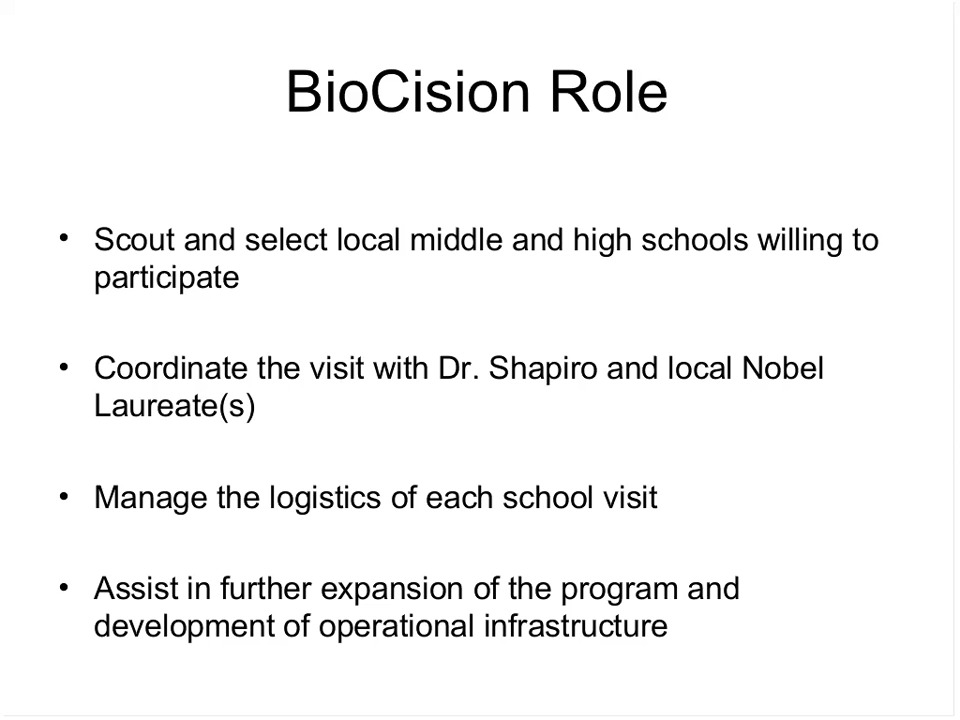 BioCision Role
• Scout and select local middle and high schools willing to
participate
• Coordinate the visit with Dr. Shapiro and local Nobel
Laureate(s)
• Manage the logistics of each school visit
• Assist in further expansion of the program and
development of operational infrastructure